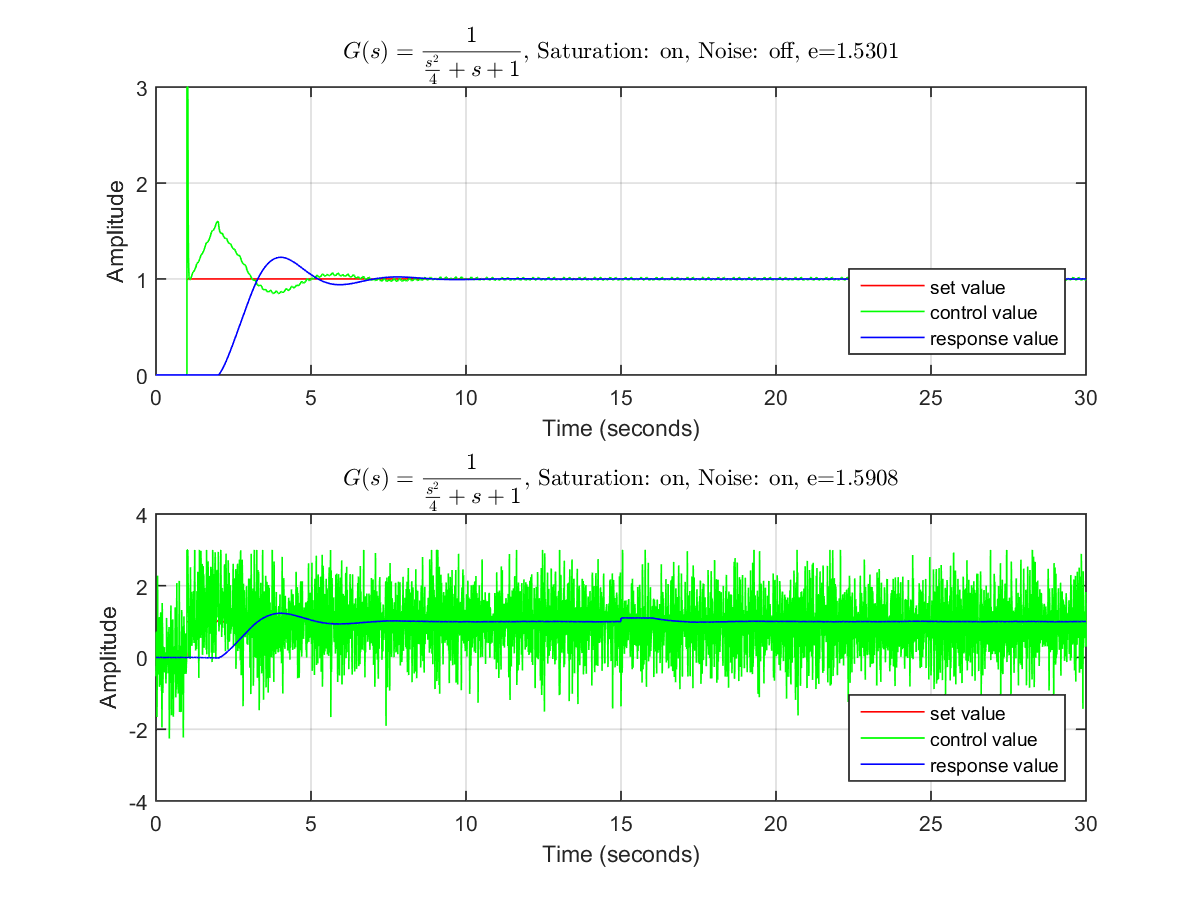 G(s) = 1/(s²/4 + s + 1), Saturation: on, Noise: off, e=1.5301
3
2
1
0
Amplitude
set value
control value
response value
0 5 10 15 20 25 30
Time (seconds)
G(s) = 1/(s²/4 + s + 1), Saturation: on, Noise: on, e=1.5908
4
2
0
-2
-4
Amplitude
set value
control value
response value
0 5 10 15 20 25 30
Time (seconds)